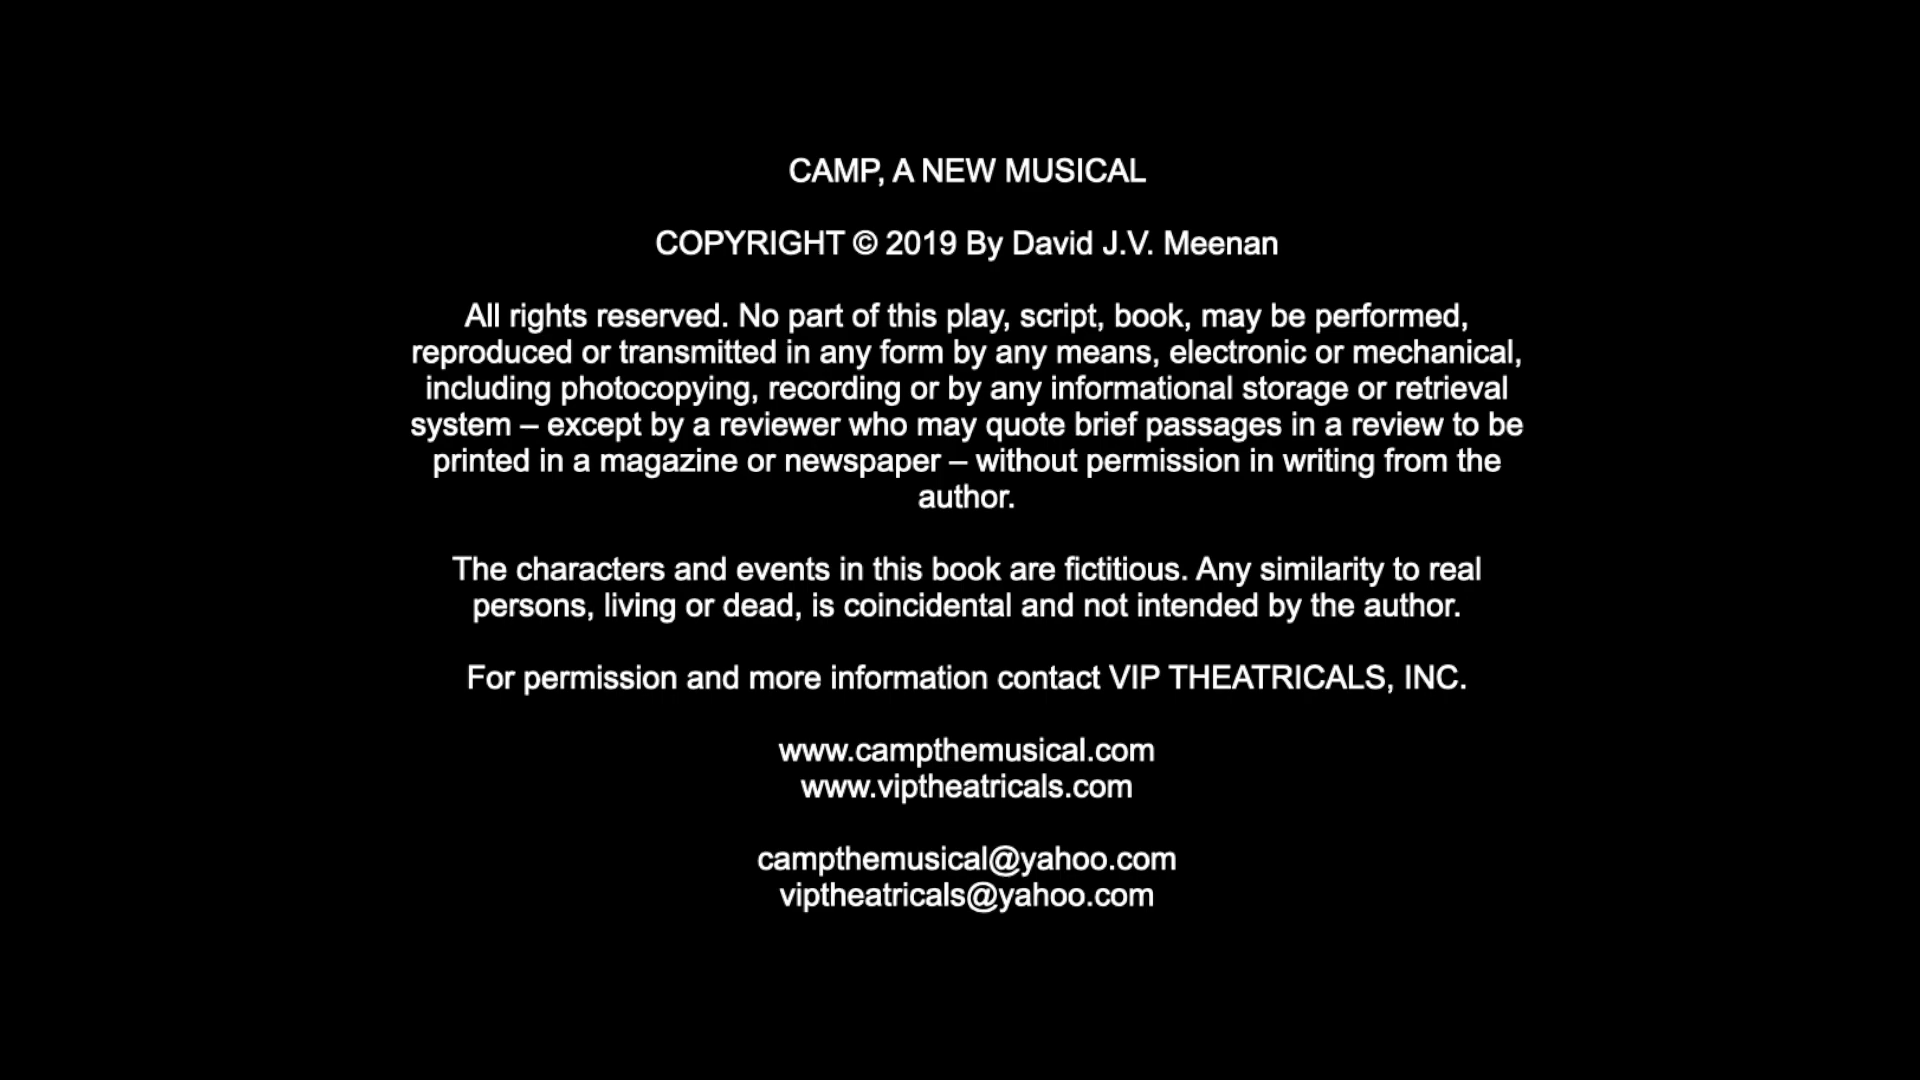 CAMP, A NEW MUSICAL
COPYRIGHT © 2019 By David J.V. Meenan
All rights reserved. No part of this play, script, book, may be performed,
reproduced or transmitted in any form by any means, electronic or mechanical,
including photocopying, recording or by any informational storage or retrieval
system – except by a reviewer who may quote brief passages in a review to be
printed in a magazine or newspaper – without permission in writing from the
author.
The characters and events in this book are fictitious. Any similarity to real
persons, living or dead, is coincidental and not intended by the author.
For permission and more information contact VIP THEATRICALS, INC.
www.campthemusical.com
www.viptheatricals.com
campthemusical@yahoo.com
viptheatricals@yahoo.com